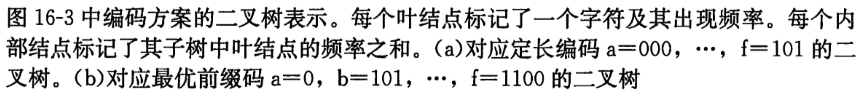 图 16-3 中编码方案的二叉树表示。每个叶结点标记了一个字符及其出现频率。每个内
部结点标记了其子树中叶结点的频率之和。(a)对应定长编码 a=000，…，f=101 的二
叉树。(b)对应最优前缀码 a=0，b=101，…，f=1100 的二叉树